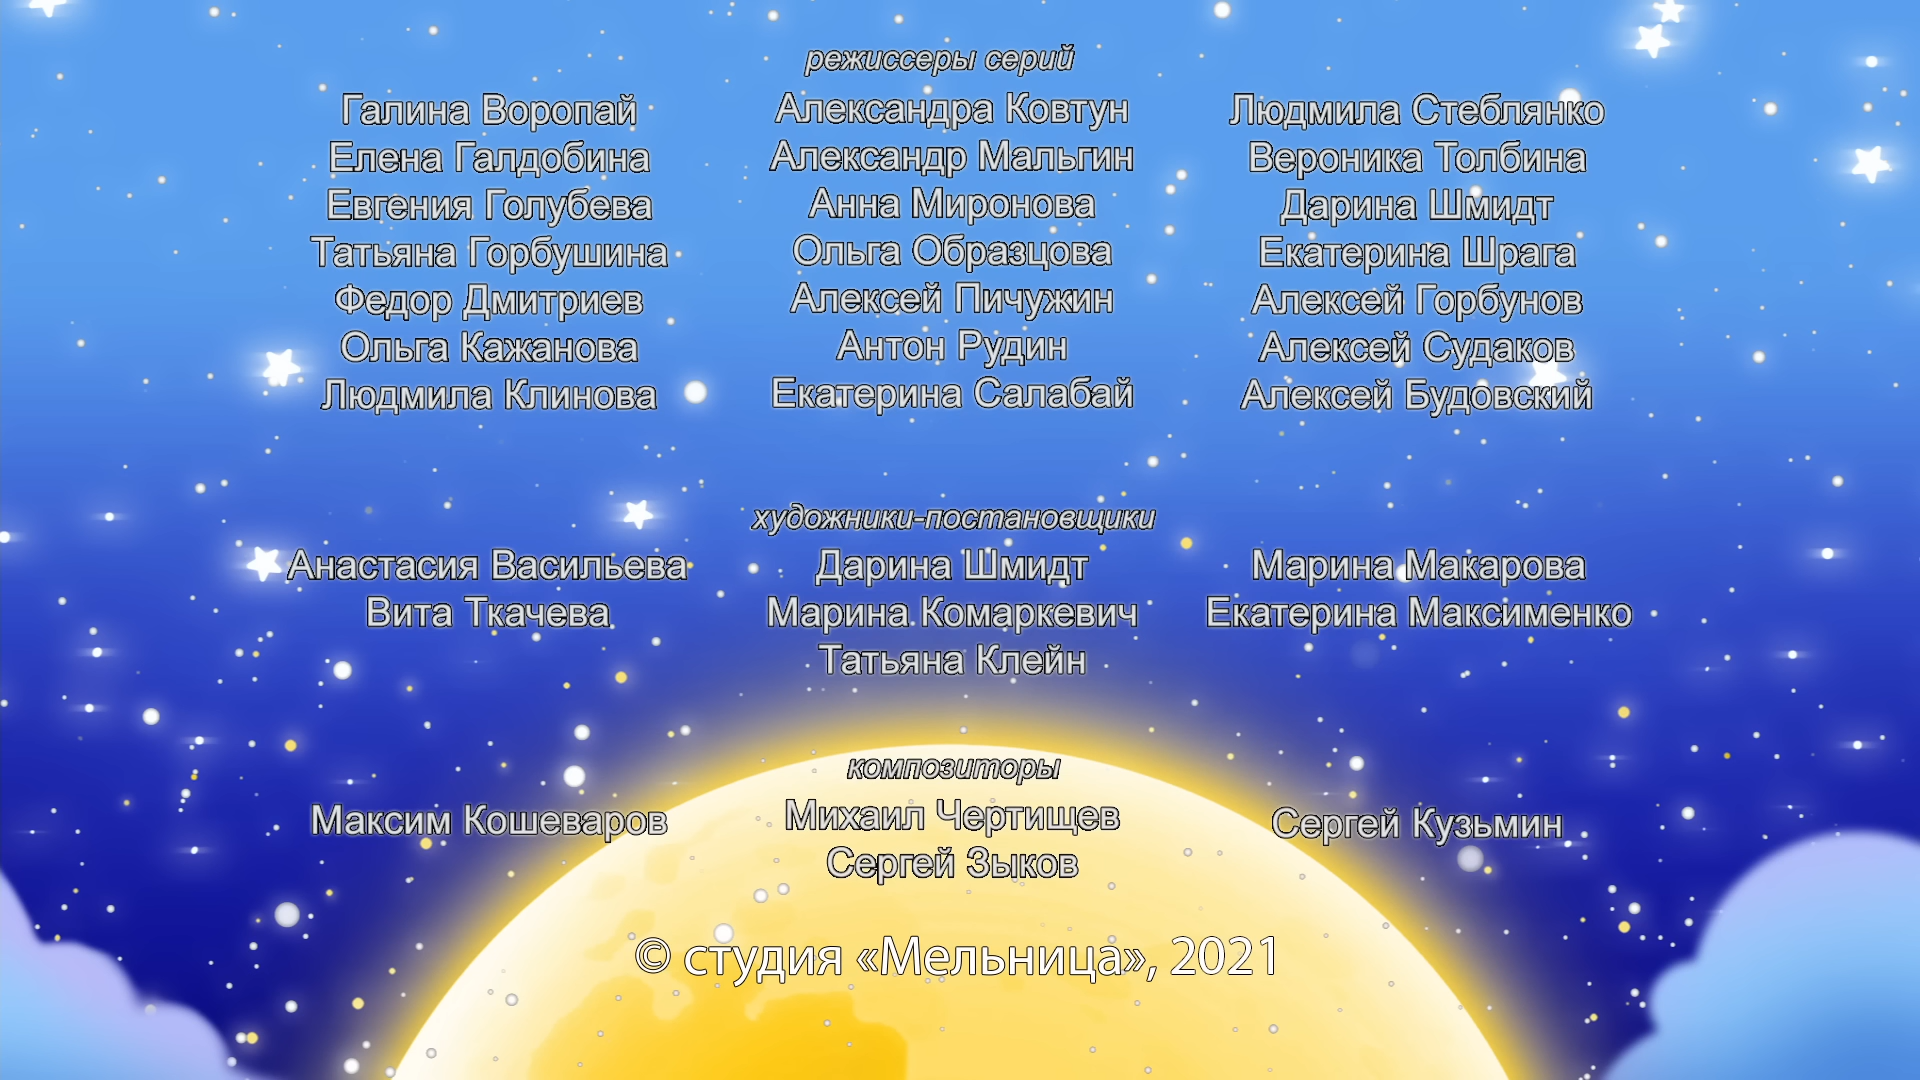 режиссеры серий
Галина Воропай
Елена Галдобина
Евгения Голубева
Татьяна Горбушина
Федор Дмитриев
Ольга Кажанова
Людмила Клинова
Александра Ковтун
Александр Мальгин
Анна Миронова
Ольга Образцова
Алексей Пичужин
Антон Рудин
Екатерина Салабай
Людмила Стеблянко
Вероника Толбина
Дарина Шмидт
Екатерина Шрага
Алексей Горбунов
Алексей Судаков
Алексей Будовский
художники-постановщики
Анастасия Васильева
Вита Ткачева
Дарина Шмидт
Марина Комаркевич
Татьяна Клейн
Марина Макарова
Екатерина Максименко
композиторы
Максим Кошеваров
Михаил Чертищев
Сергей Зыков
Сергей Кузьмин
© студия «Мельница», 2021